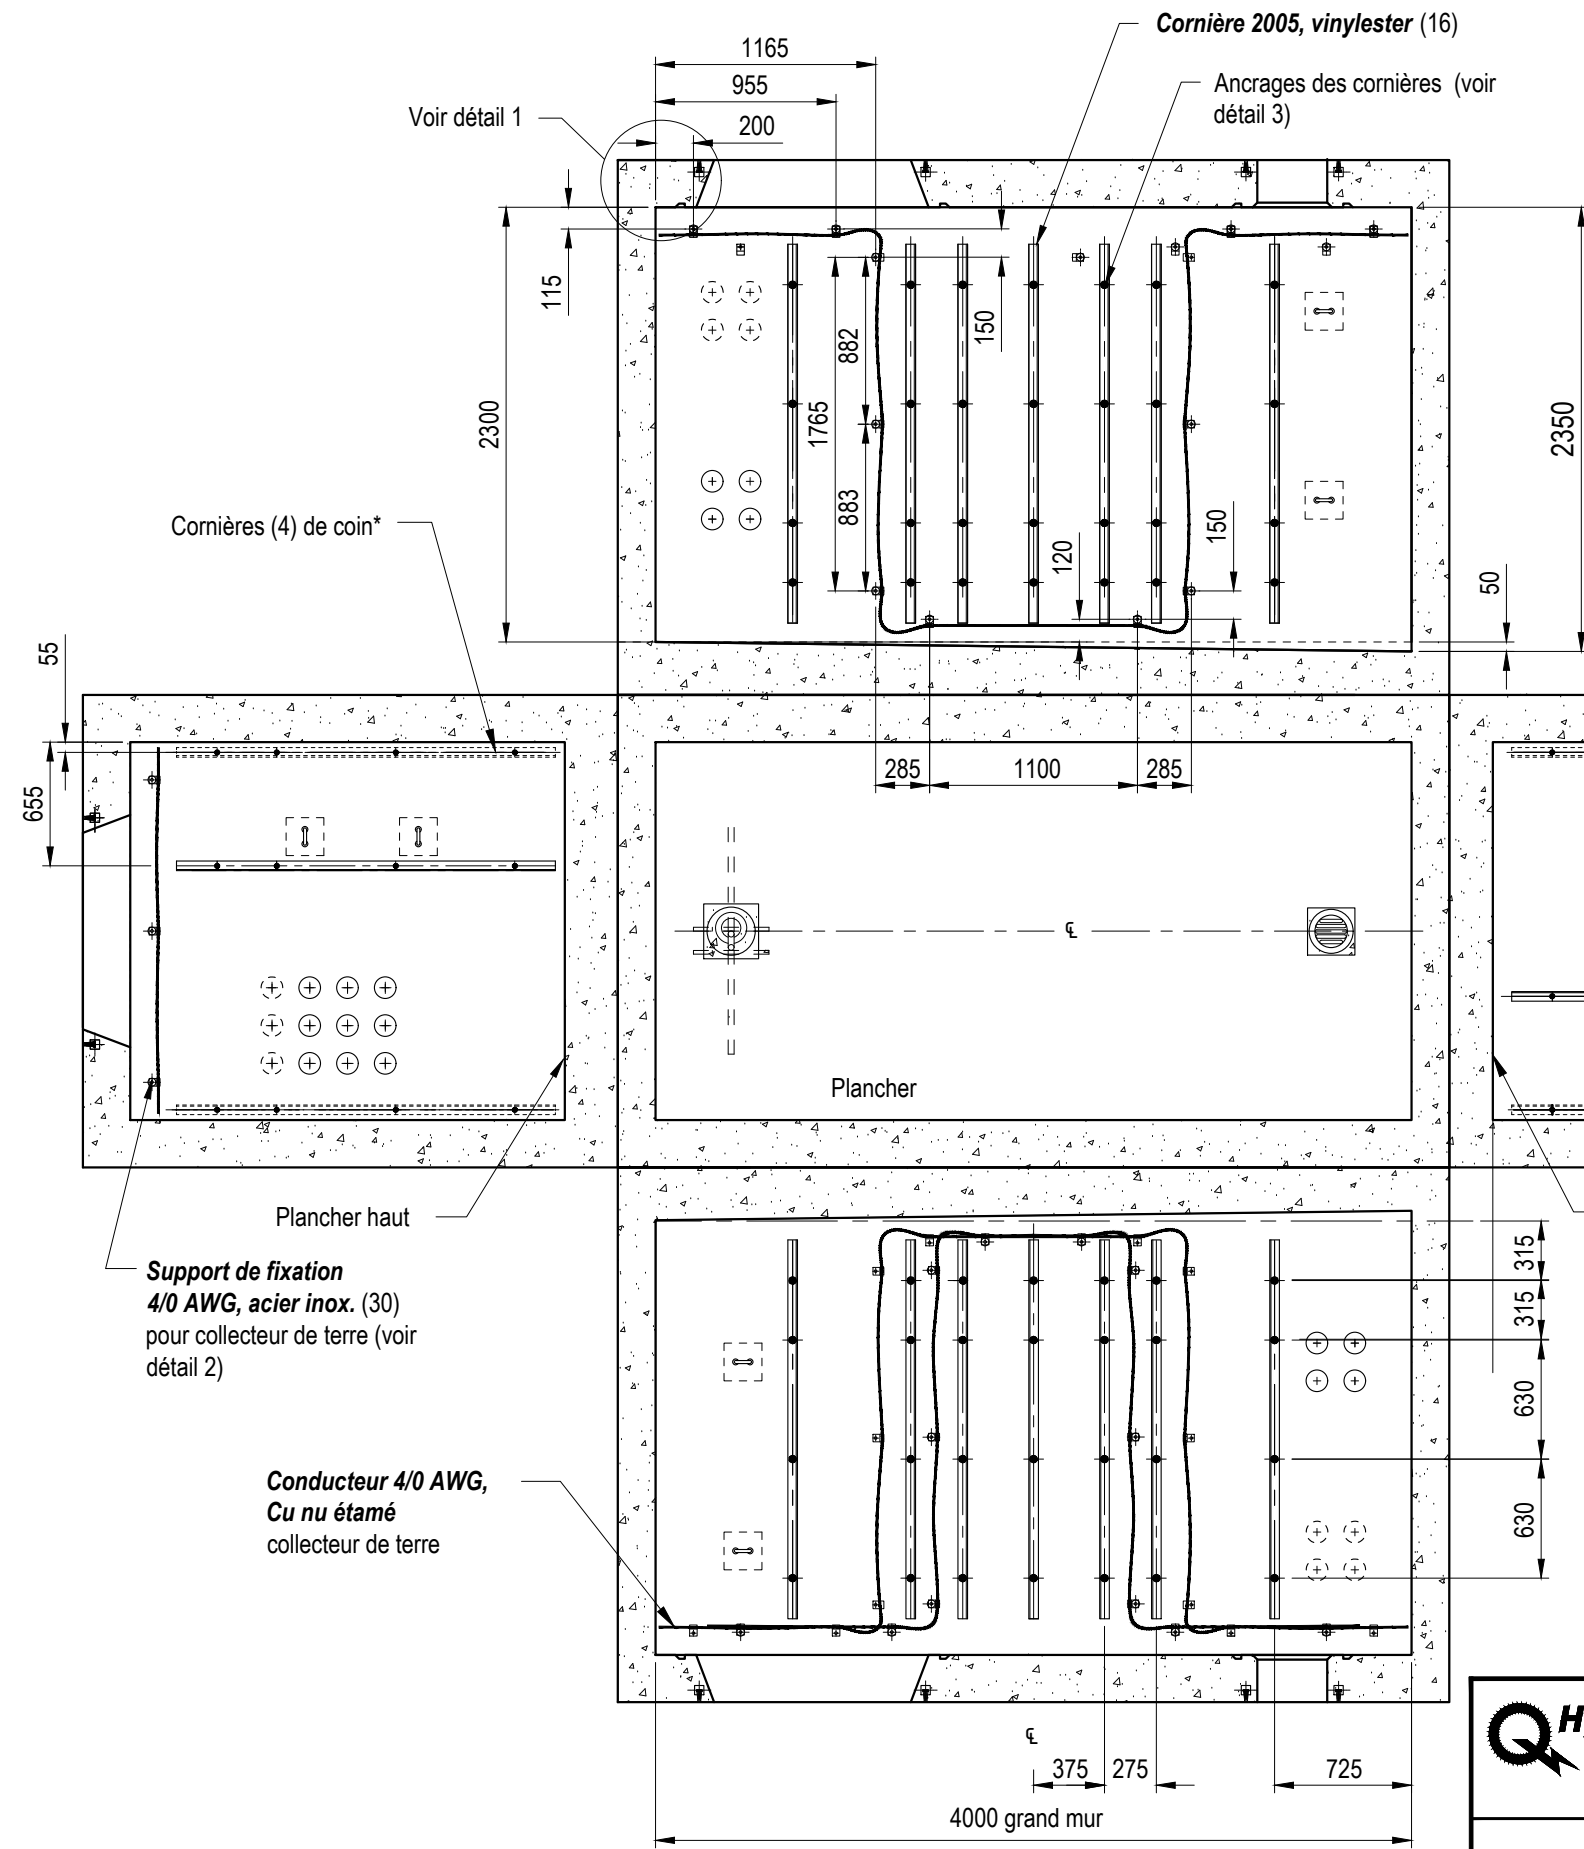 Cornière 2005, vinylester (16)
1165
Ancrages des cornières (voir
détail 3)
955
Voir détail 1
200
115
2300
882
1765
883
150
2350
Cornières (4) de coin*
120
150
50
55
655
285
1100
285
℄
Plancher
Plancher haut
Support de fixation
4/0 AWG, acier inox. (30)
pour collecteur de terre (voir
détail 2)
315
315
630
630
Conducteur 4/0 AWG,
Cu nu étamé
collecteur de terre
℄
375
275
725
4000 grand mur